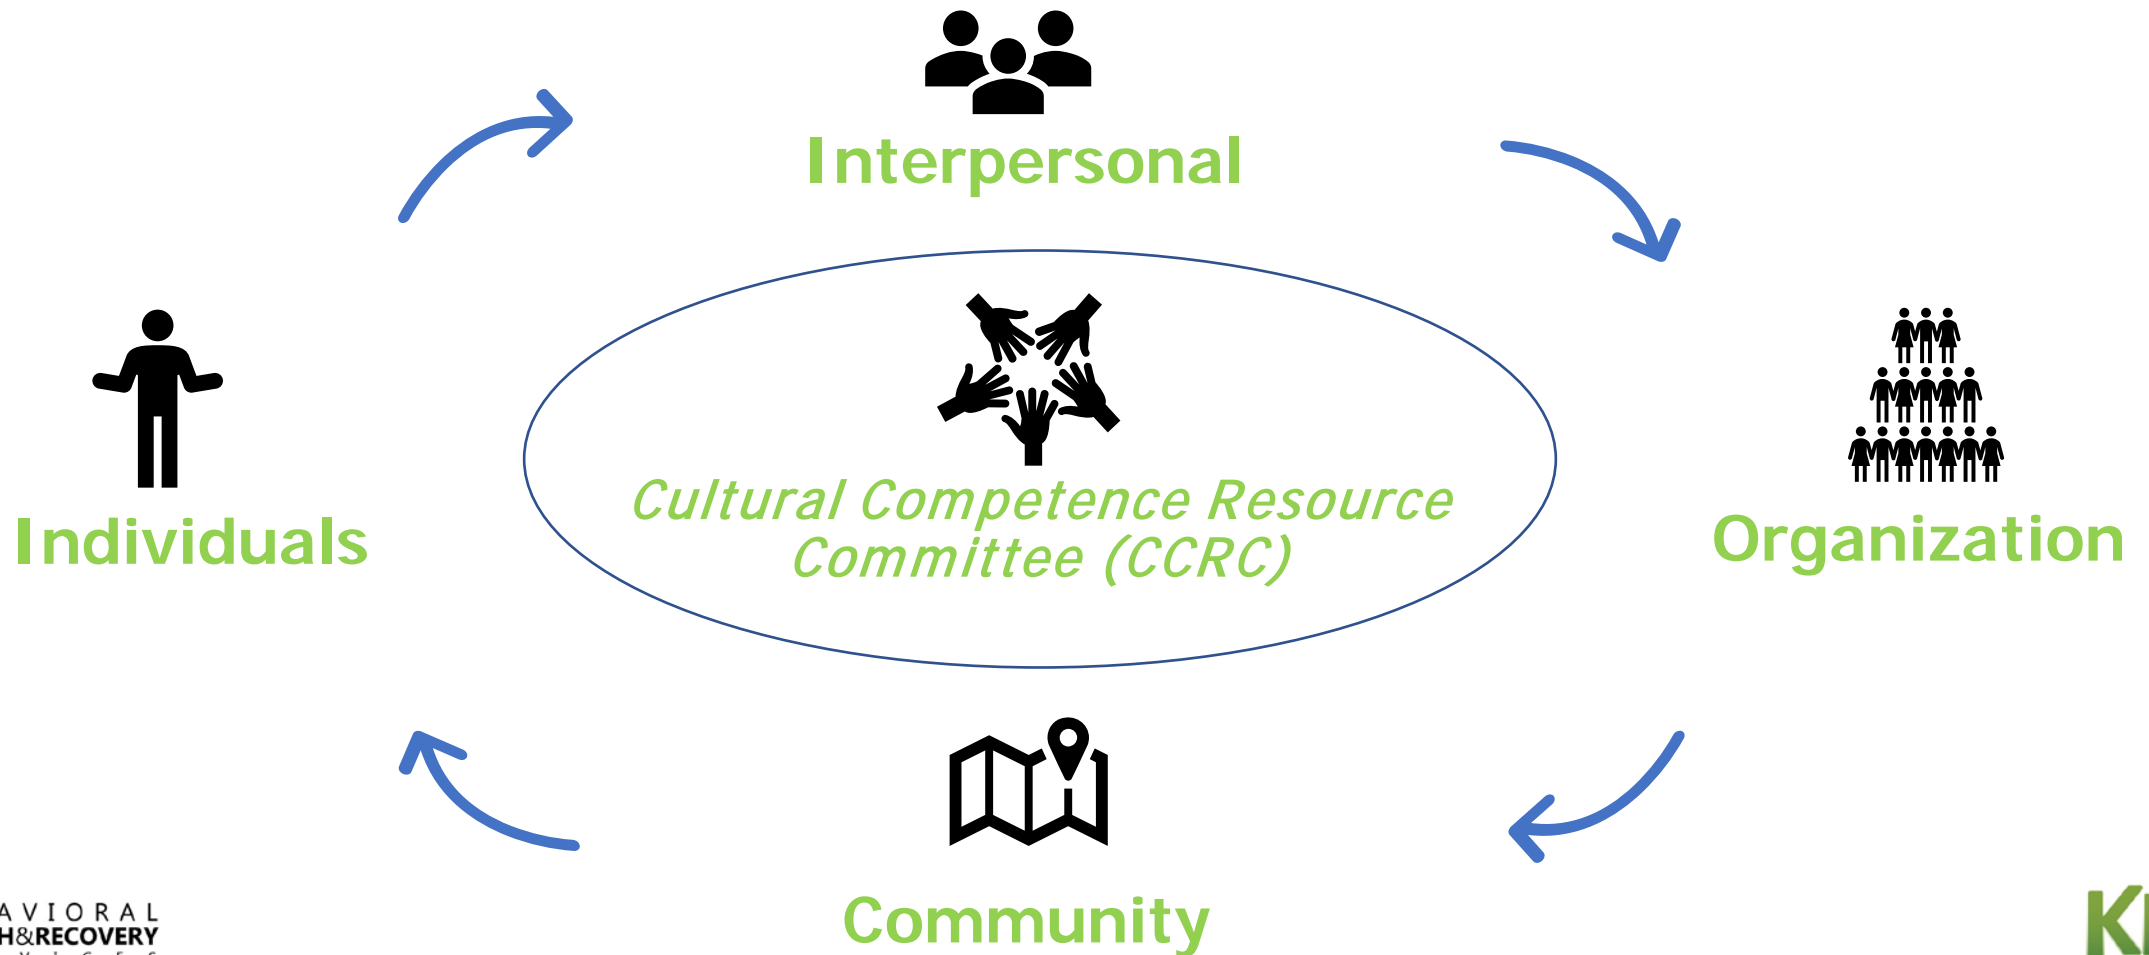 Interpersonal
Individuals
Cultural Competence Resource
Committee (CCRC)
Organization
Community
H&RECOVERY